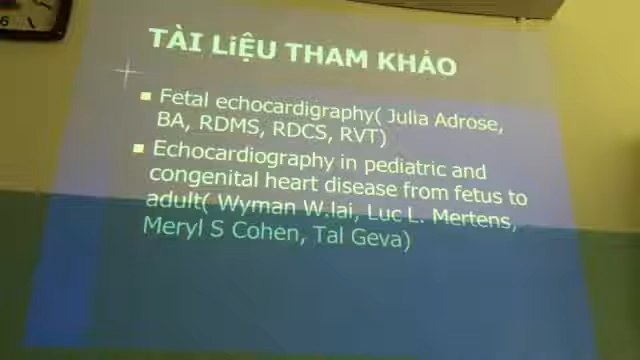 TÀI LiỆU THAM KHẢO
Fetal echocardigraphy( Julia Adrose,
BA, RDMS, RDCS, RVT)
Echocardiography in pediatric and
congenital heart disease from fetus to
adult( Wyman W.lai, Luc L. Mertens,
Meryl S Cohen, Tal Geva)